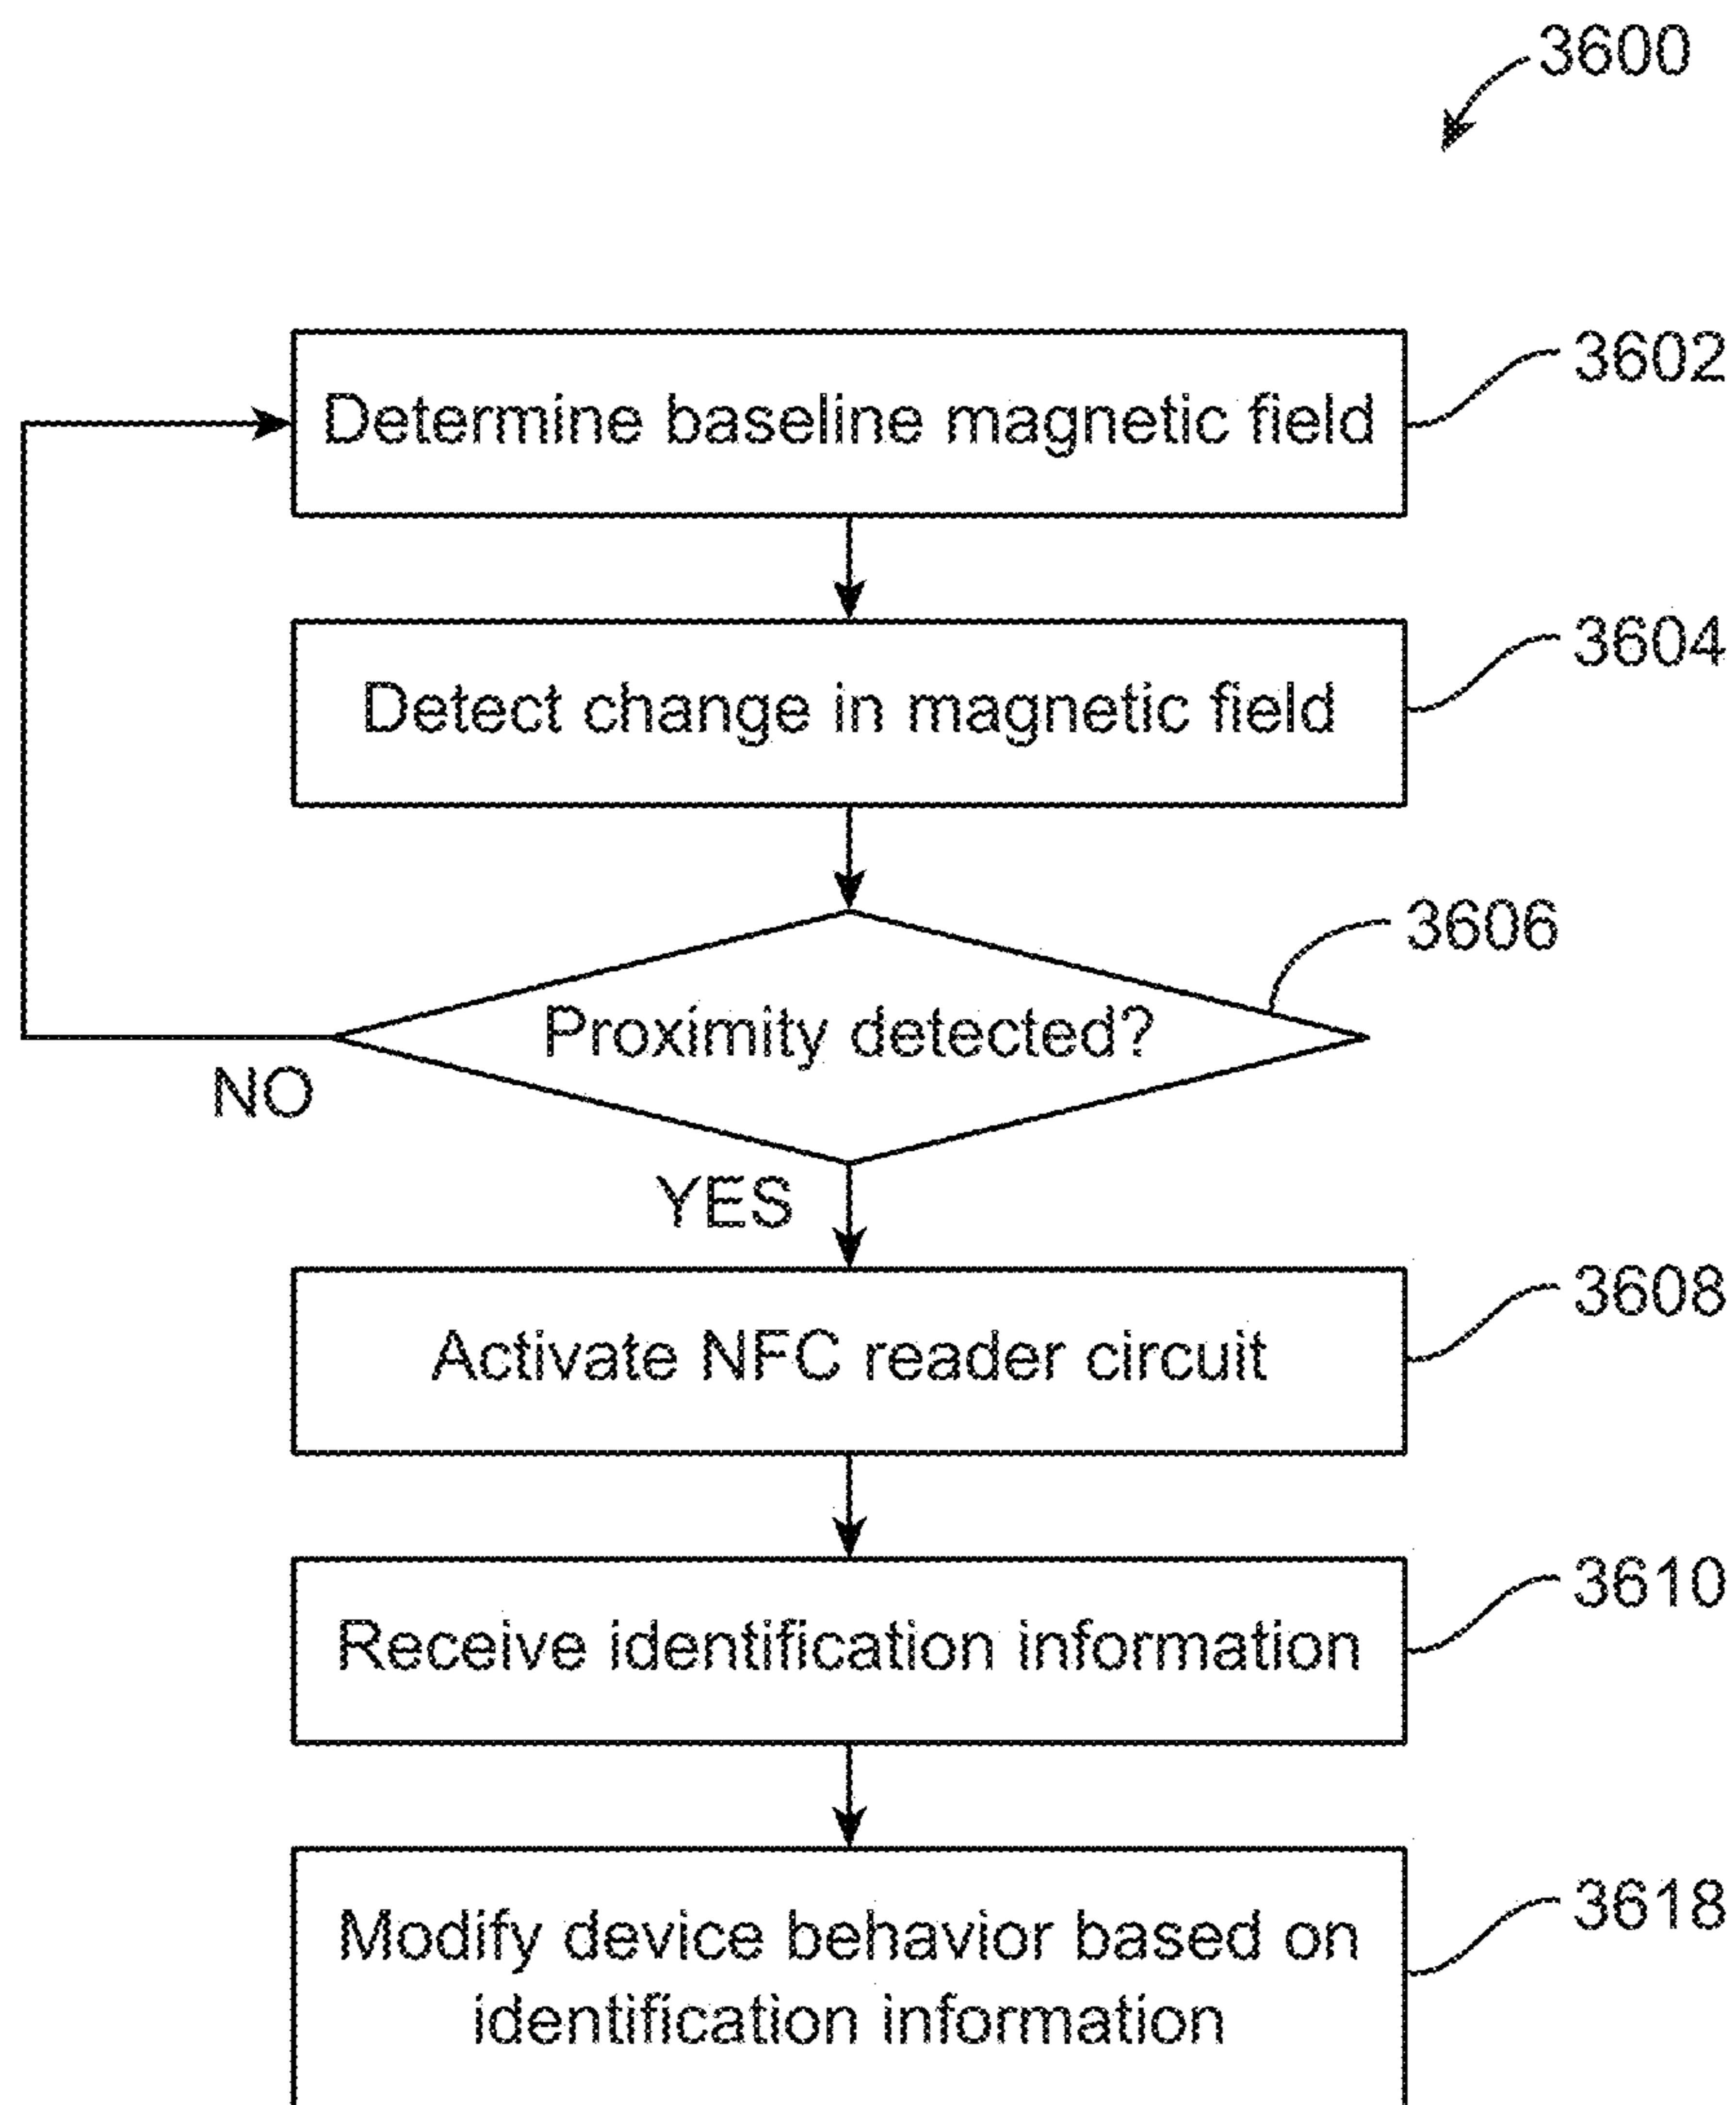 3600
Determine baseline magnetic field
3602
Detect change in magnetic field
3604
Proximity detected?
3606
NO
YES
Activate NFC reader circuit
3608
Receive identification information
3610
Modify device behavior based on
identification information
3618